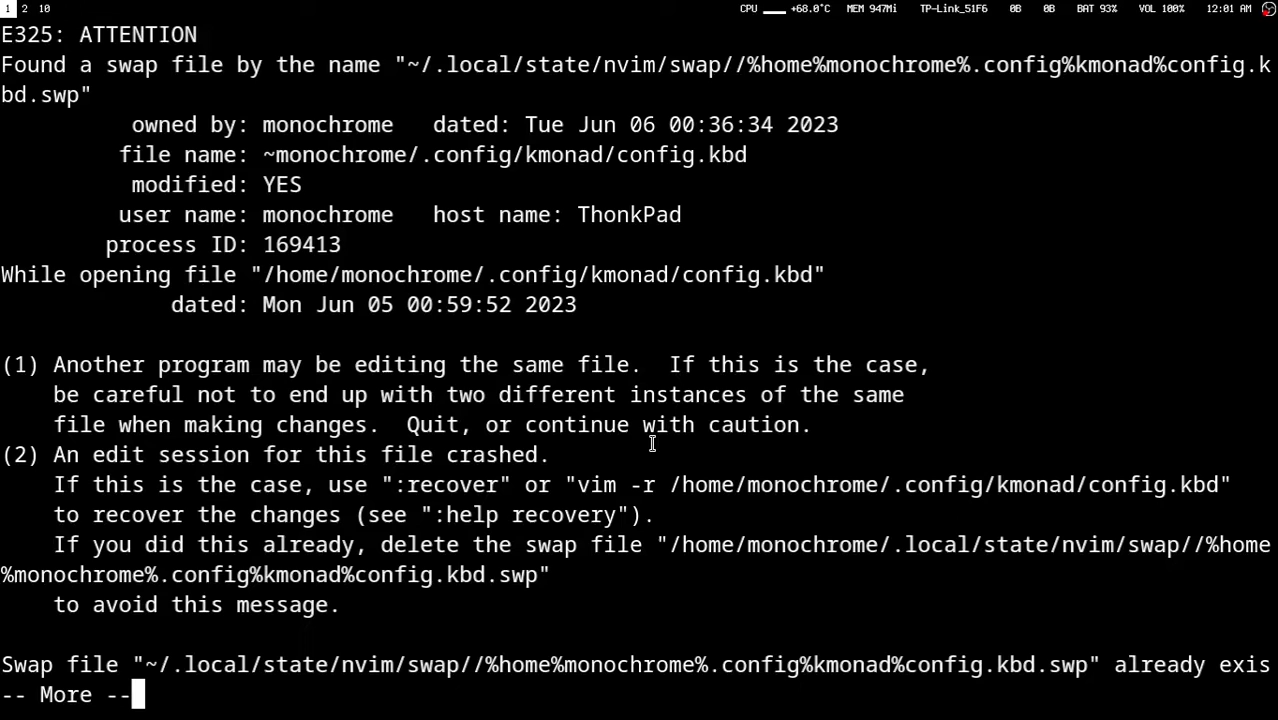 1 2 10 CPU +68.0°C MEM 947Mi TP-Link_51F6 0B 0B BAT 93% VOL 100% 12:01 AM
E325: ATTENTION
Found a swap file by the name "~/.local/state/nvim/swap//%home%monochrome%.config%kmonad%config.k
bd.swp"
owned by: monochrome dated: Tue Jun 06 00:36:34 2023
file name: ~monochrome/.config/kmonad/config.kbd
modified: YES
user name: monochrome host name: ThonkPad
process ID: 169413
While opening file "/home/monochrome/.config/kmonad/config.kbd"
dated: Mon Jun 05 00:59:52 2023
(1) Another program may be editing the same file. If this is the case,
be careful not to end up with two different instances of the same
file when making changes. Quit, or continue with caution.
(2) An edit session for this file crashed.
If this is the case, use ":recover" or "vim -r /home/monochrome/.config/kmonad/config.kbd"
to recover the changes (see ":help recovery").
If you did this already, delete the swap file "/home/monochrome/.local/state/nvim/swap//%home
%monochrome%.config%kmonad%config.kbd.swp"
to avoid this message.
Swap file "~/.local/state/nvim/swap//%home%monochrome%.config%kmonad%config.kbd.swp" already exis
-- More --